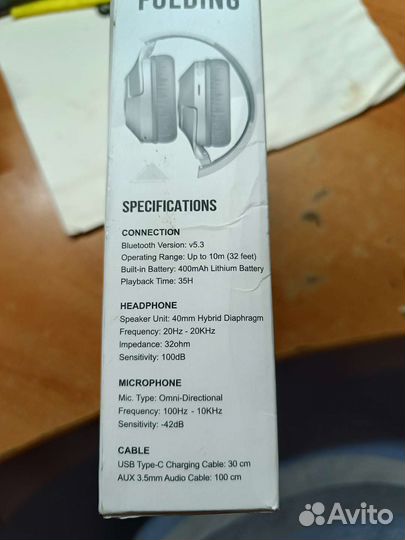 FOLDING
SPECIFICATIONS
CONNECTION
Bluetooth Version: v5.3
Operating Range: Up to 10m (32 feet)
Built-in Battery: 400mAh Lithium Battery
Playback Time: 35H
HEADPHONE
Speaker Unit: 40mm Hybrid Diaphragm
Frequency: 20Hz - 20KHz
Impedance: 32ohm
Sensitivity: 100dB
MICROPHONE
Mic. Type: Omni-Directional
Frequency: 100Hz - 10KHz
Sensitivity: -42dB
CABLE
USB Type-C Charging Cable: 30 cm
AUX 3.5mm Audio Cable: 100 cm
Avito